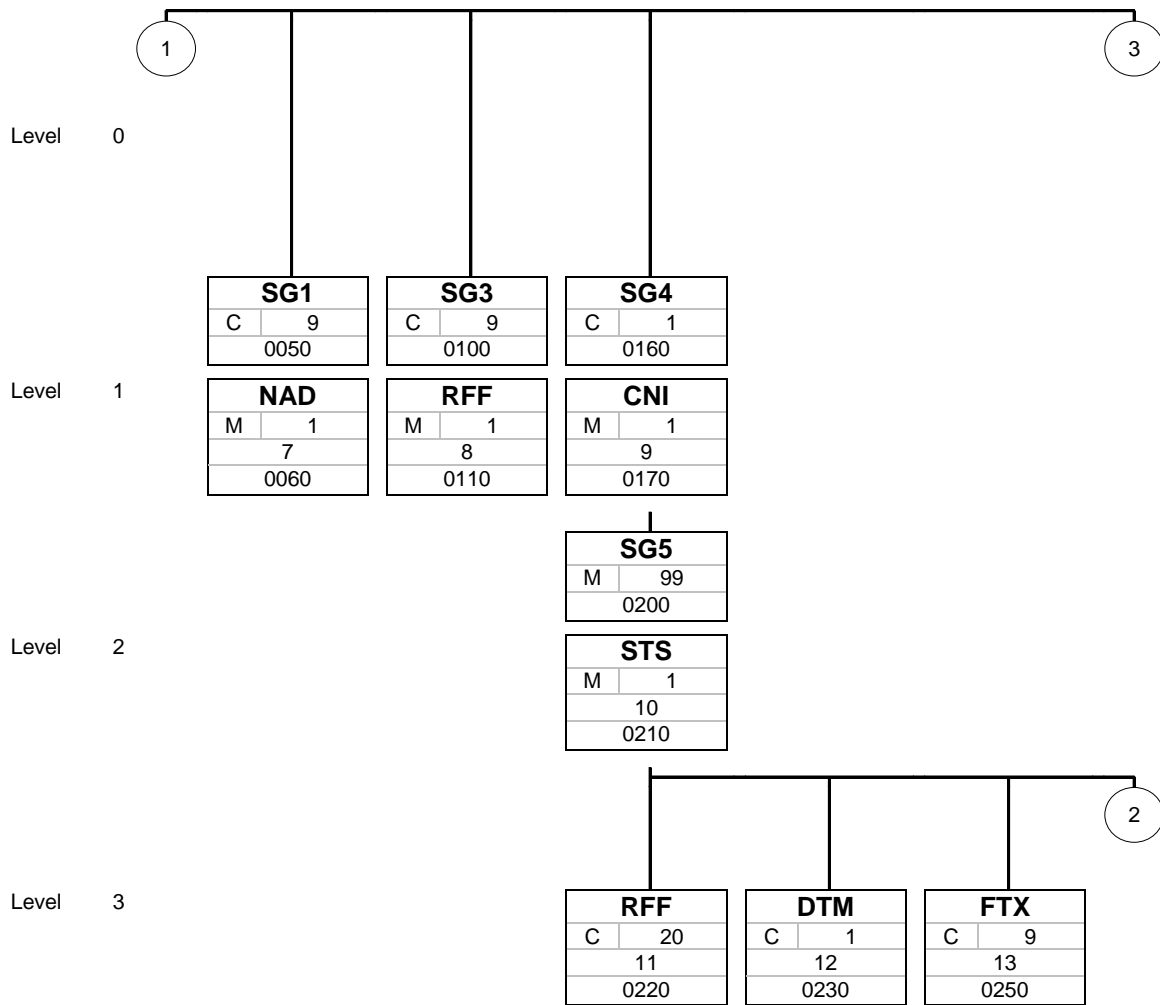 1 3
Level 0
SG1 SG3 SG4
C 9 C 9 C 1
0050 0100 0160
Level 1
NAD RFF CNI
M 1 M 1 M 1
7 8 9
0060 0110 0170
SG5
M 99
0200
Level 2
STS
M 1
10
0210
2
Level 3
RFF DTM FTX
C 20 C 1 C 9
11 12 13
0220 0230 0250